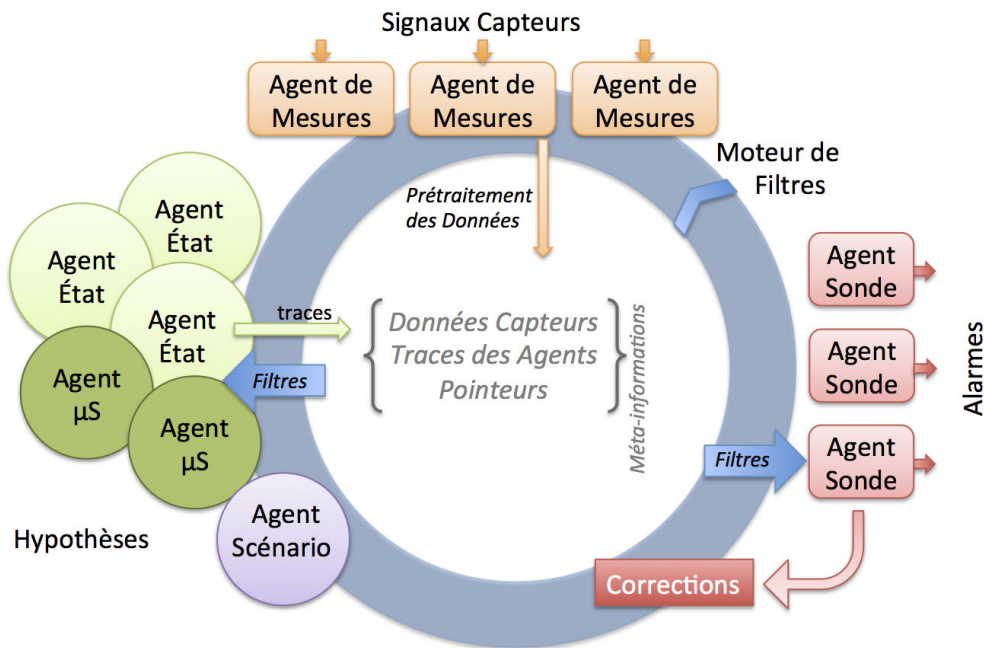 Signaux Capteurs
Agent de
Mesures
Agent de
Mesures
Agent de
Mesures
Moteur de
Filtres
Prétraitement
des Données
Agent
État
Agent
État
Agent
État
Agent
µS
Agent
µS
Agent
Scénario
Hypothèses
traces
Filtres
Données Capteurs
Traces des Agents
Pointeurs
Méta-informations
Filtres
Agent
Sonde
Agent
Sonde
Agent
Sonde
Alarmes
Corrections